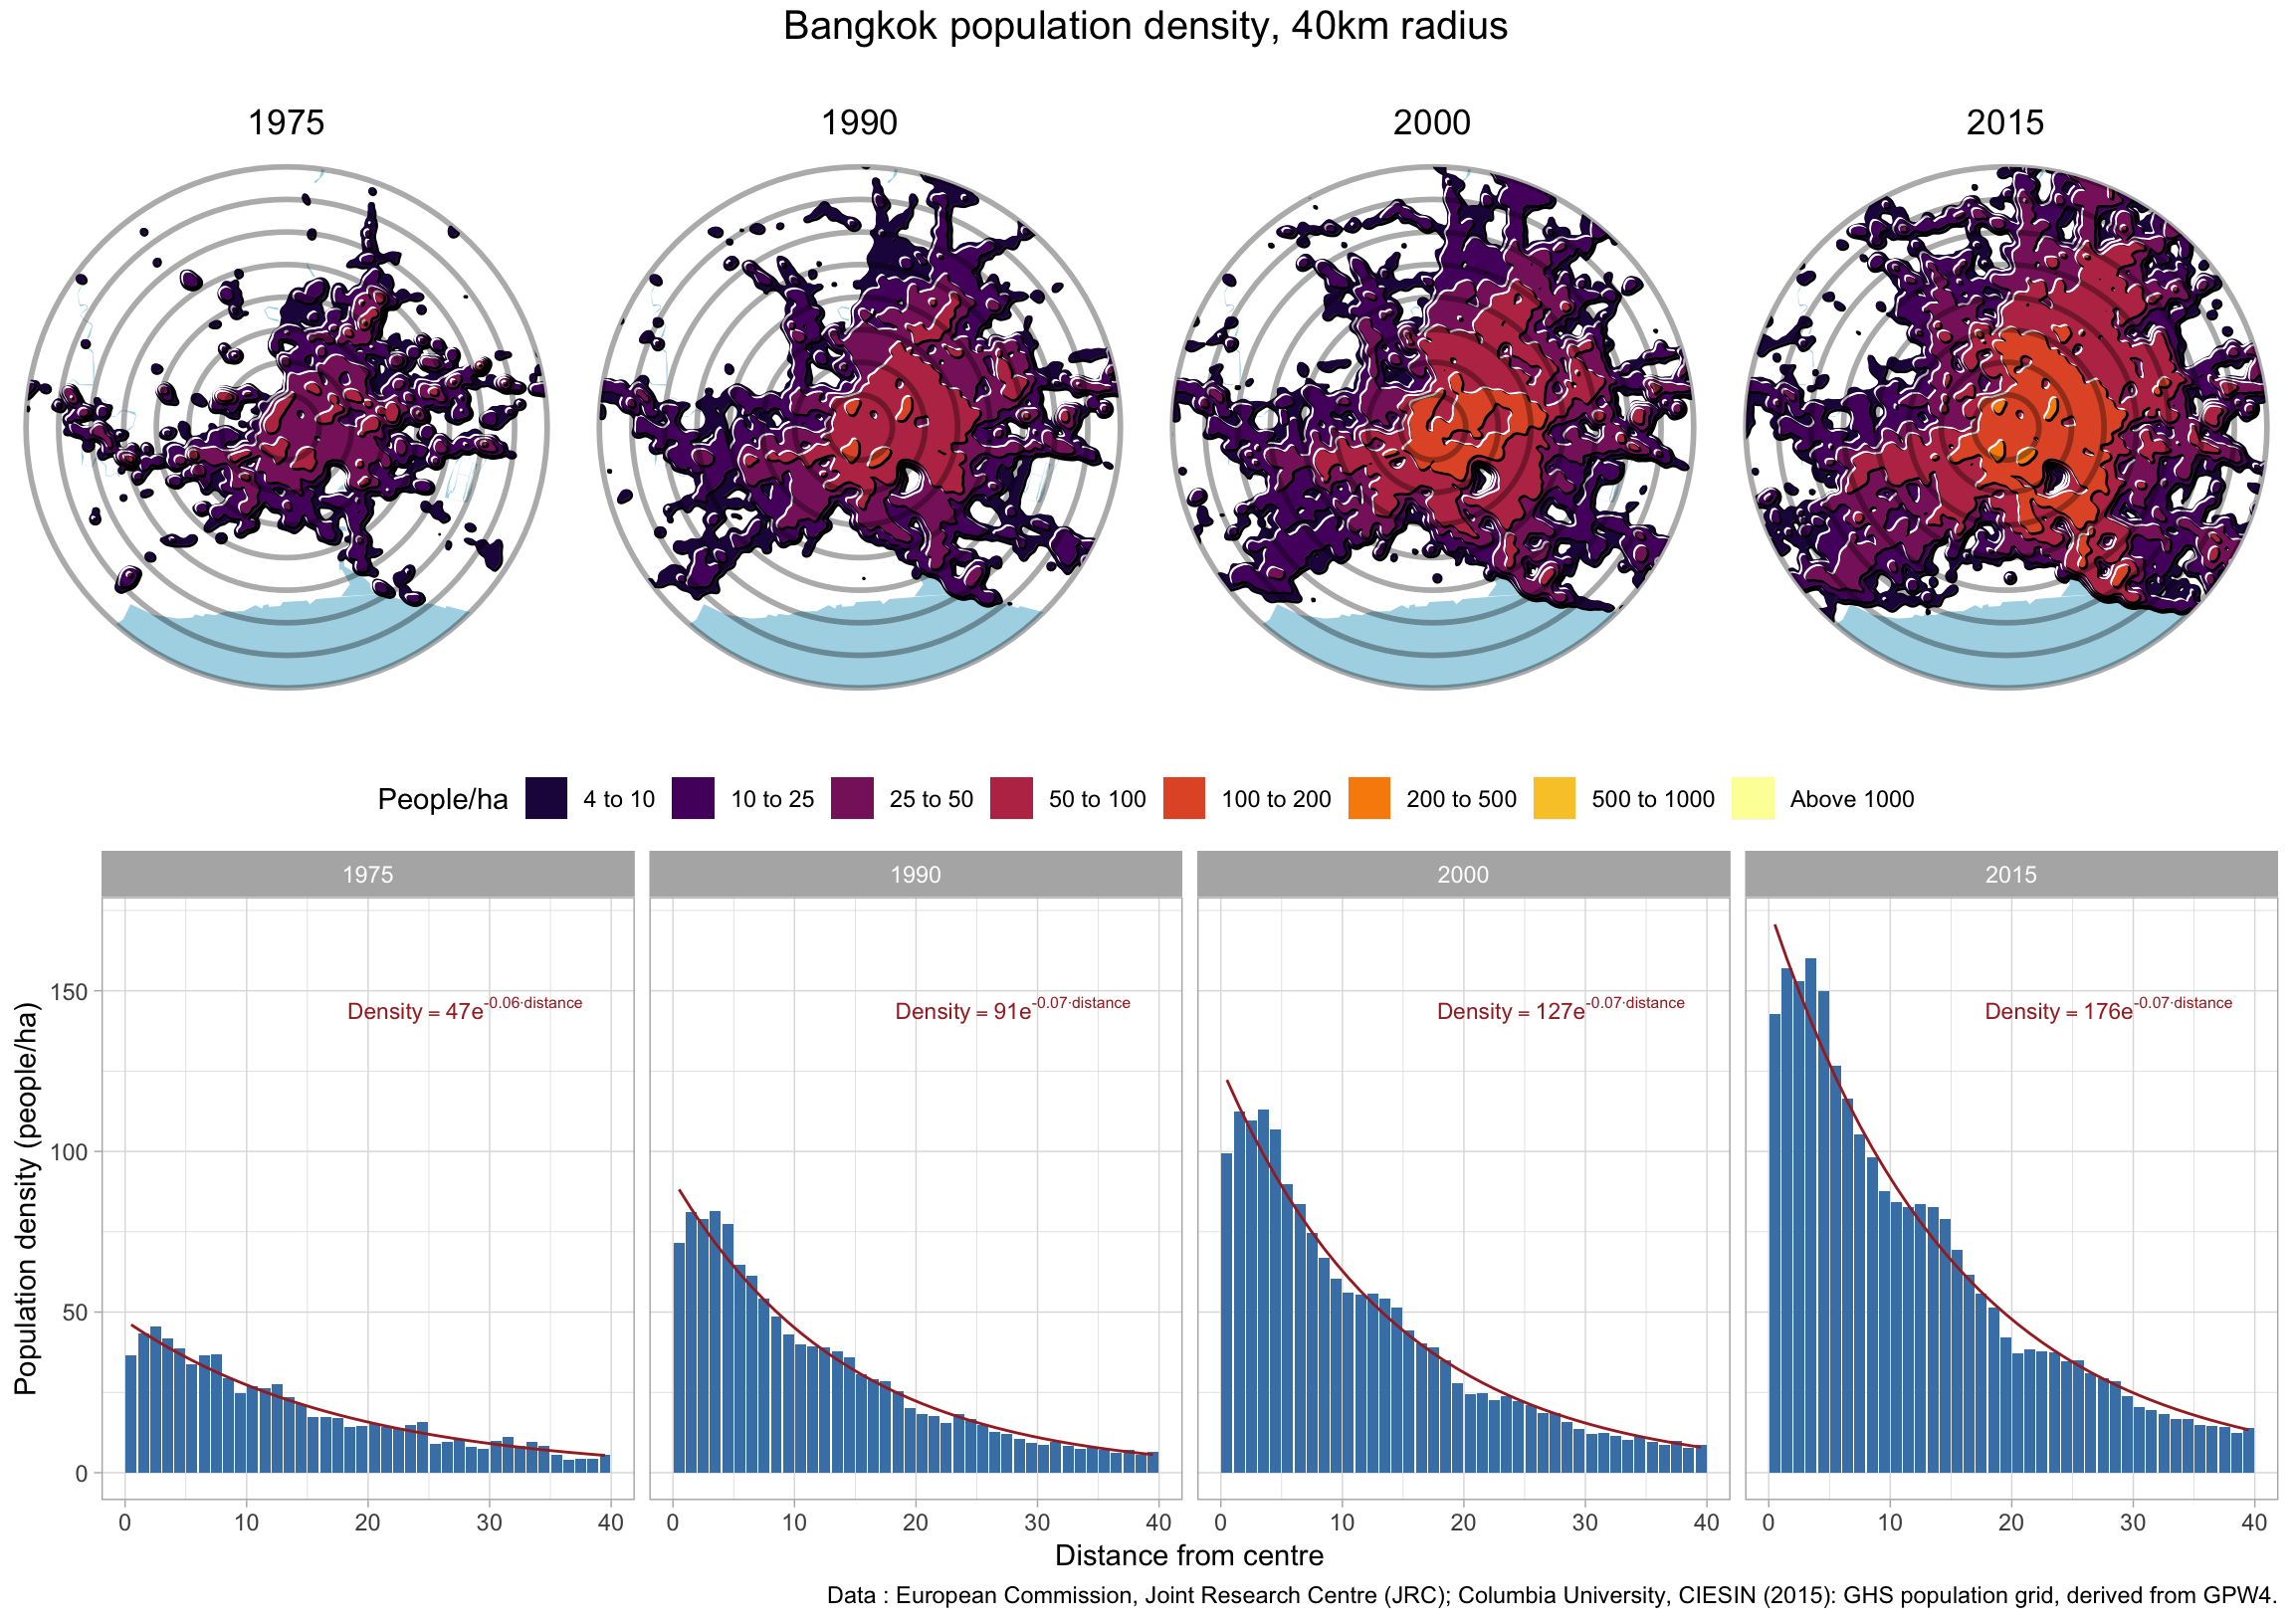 Bangkok population density, 40km radius
1975 1990 2000 2015
People/ha 4 to 10 10 to 25 25 to 50 50 to 100 100 to 200 200 to 500 500 to 1000 Above 1000
1975 1990 2000 2015
Population density (people/ha)
150
100
50
0
Density = 47e-0.06·distance
Density = 91e-0.07·distance
Density = 127e-0.07·distance
Density = 176e-0.07·distance
0 10 20 30 40 0 10 20 30 40 0 10 20 30 40 0 10 20 30 40
Distance from centre
Data : European Commission, Joint Research Centre (JRC); Columbia University, CIESIN (2015): GHS population grid, derived from GPW4.